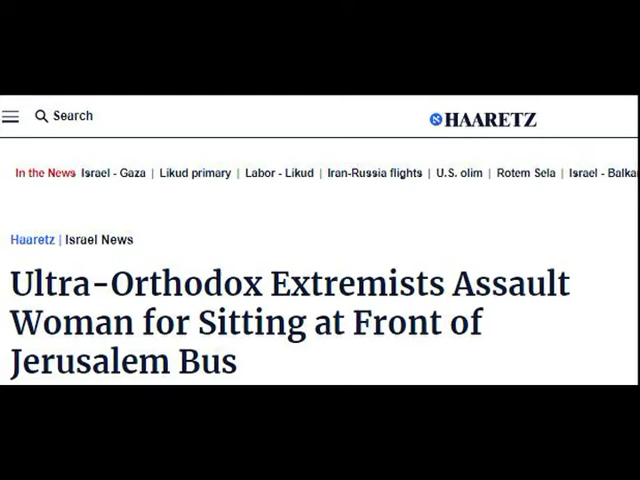 Search
HAARETZ
In the News Israel - Gaza | Likud primary | Labor - Likud | Iran-Russia flights | U.S. olim | Rotem Sela | Israel - Balka
Haaretz | Israel News
Ultra-Orthodox Extremists Assault
Woman for Sitting at Front of
Jerusalem Bus